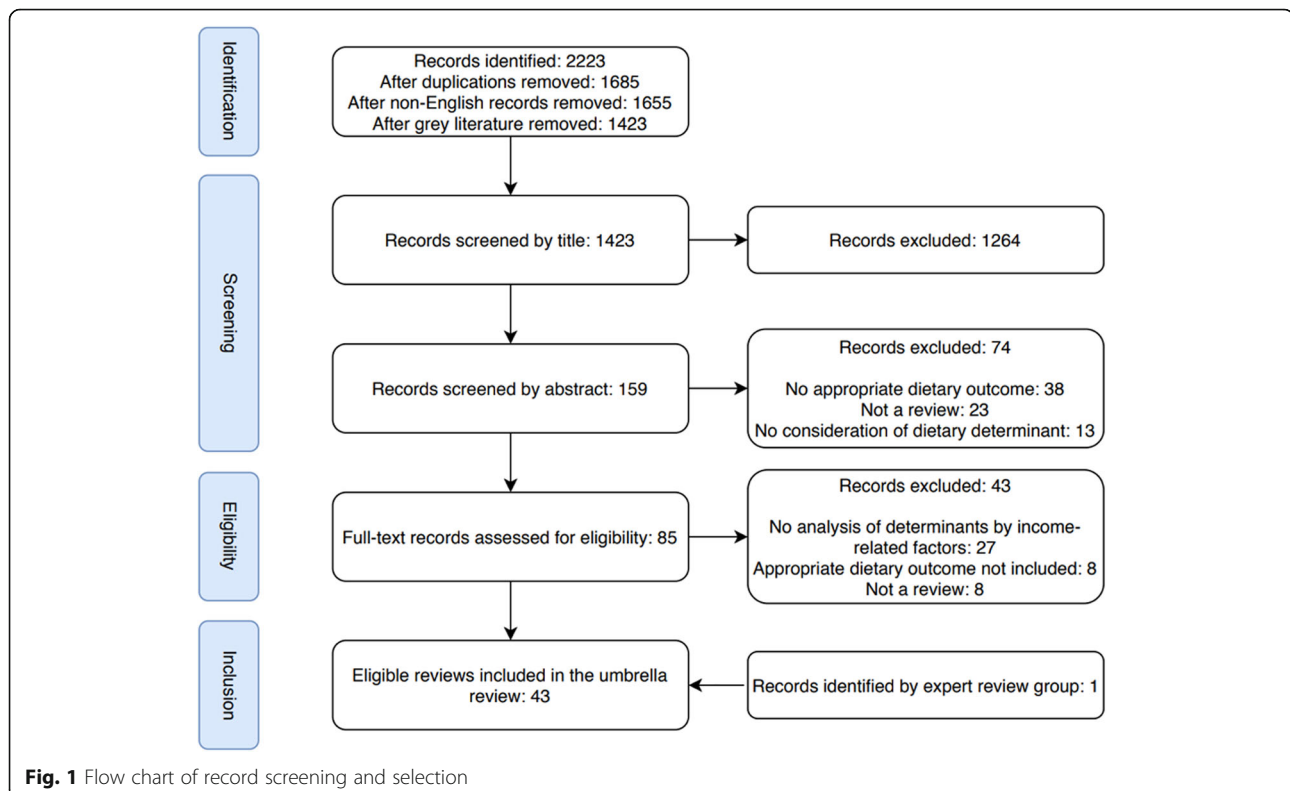 Identification
Records identified: 2223
After duplications removed: 1685
After non-English records removed: 1655
After grey literature removed: 1423
Screening
Records screened by title: 1423
Records excluded: 1264
Records screened by abstract: 159
Records excluded: 74
No appropriate dietary outcome: 38
Not a review: 23
No consideration of dietary determinant: 13
Eligibility
Full-text records assessed for eligibility: 85
Records excluded: 43
No analysis of determinants by income-
related factors: 27
Appropriate dietary outcome not included: 8
Not a review: 8
Inclusion
Eligible reviews included in the umbrella
review: 43
Records identified by expert review group: 1
Fig. 1 Flow chart of record screening and selection